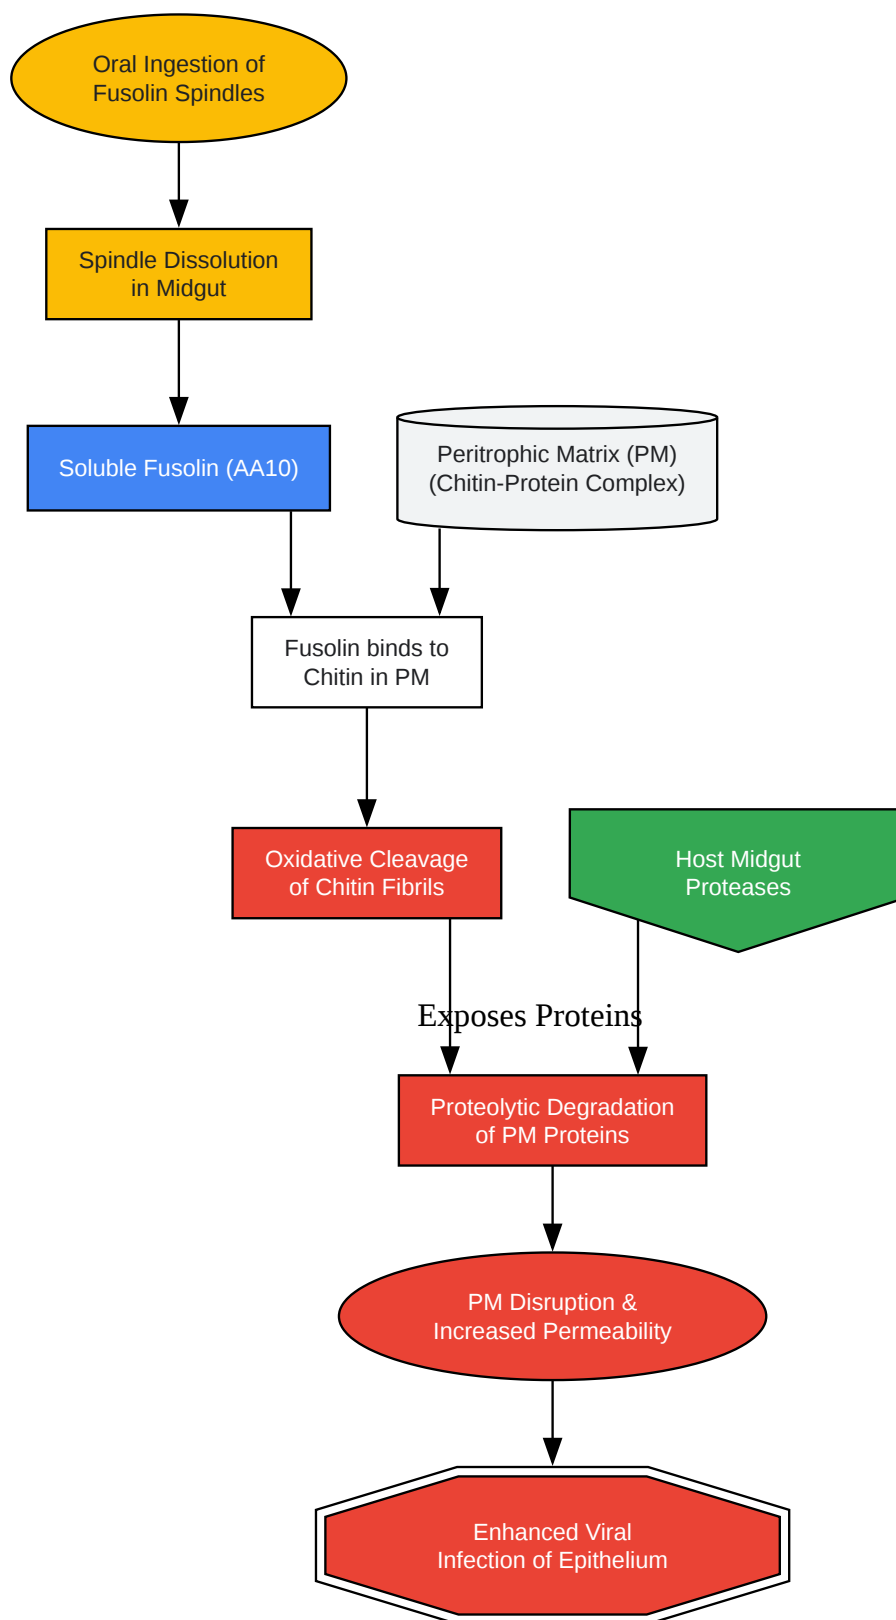 Oral Ingestion of
Fusolin Spindles
Spindle Dissolution
in Midgut
Soluble Fusolin (AA10)
Peritrophic Matrix (PM)
(Chitin-Protein Complex)
Fusolin binds to
Chitin in PM
Oxidative Cleavage
of Chitin Fibrils
Host Midgut
Proteases
Exposes Proteins
Proteolytic Degradation
of PM Proteins
PM Disruption &
Increased Permeability
Enhanced Viral
Infection of Epithelium